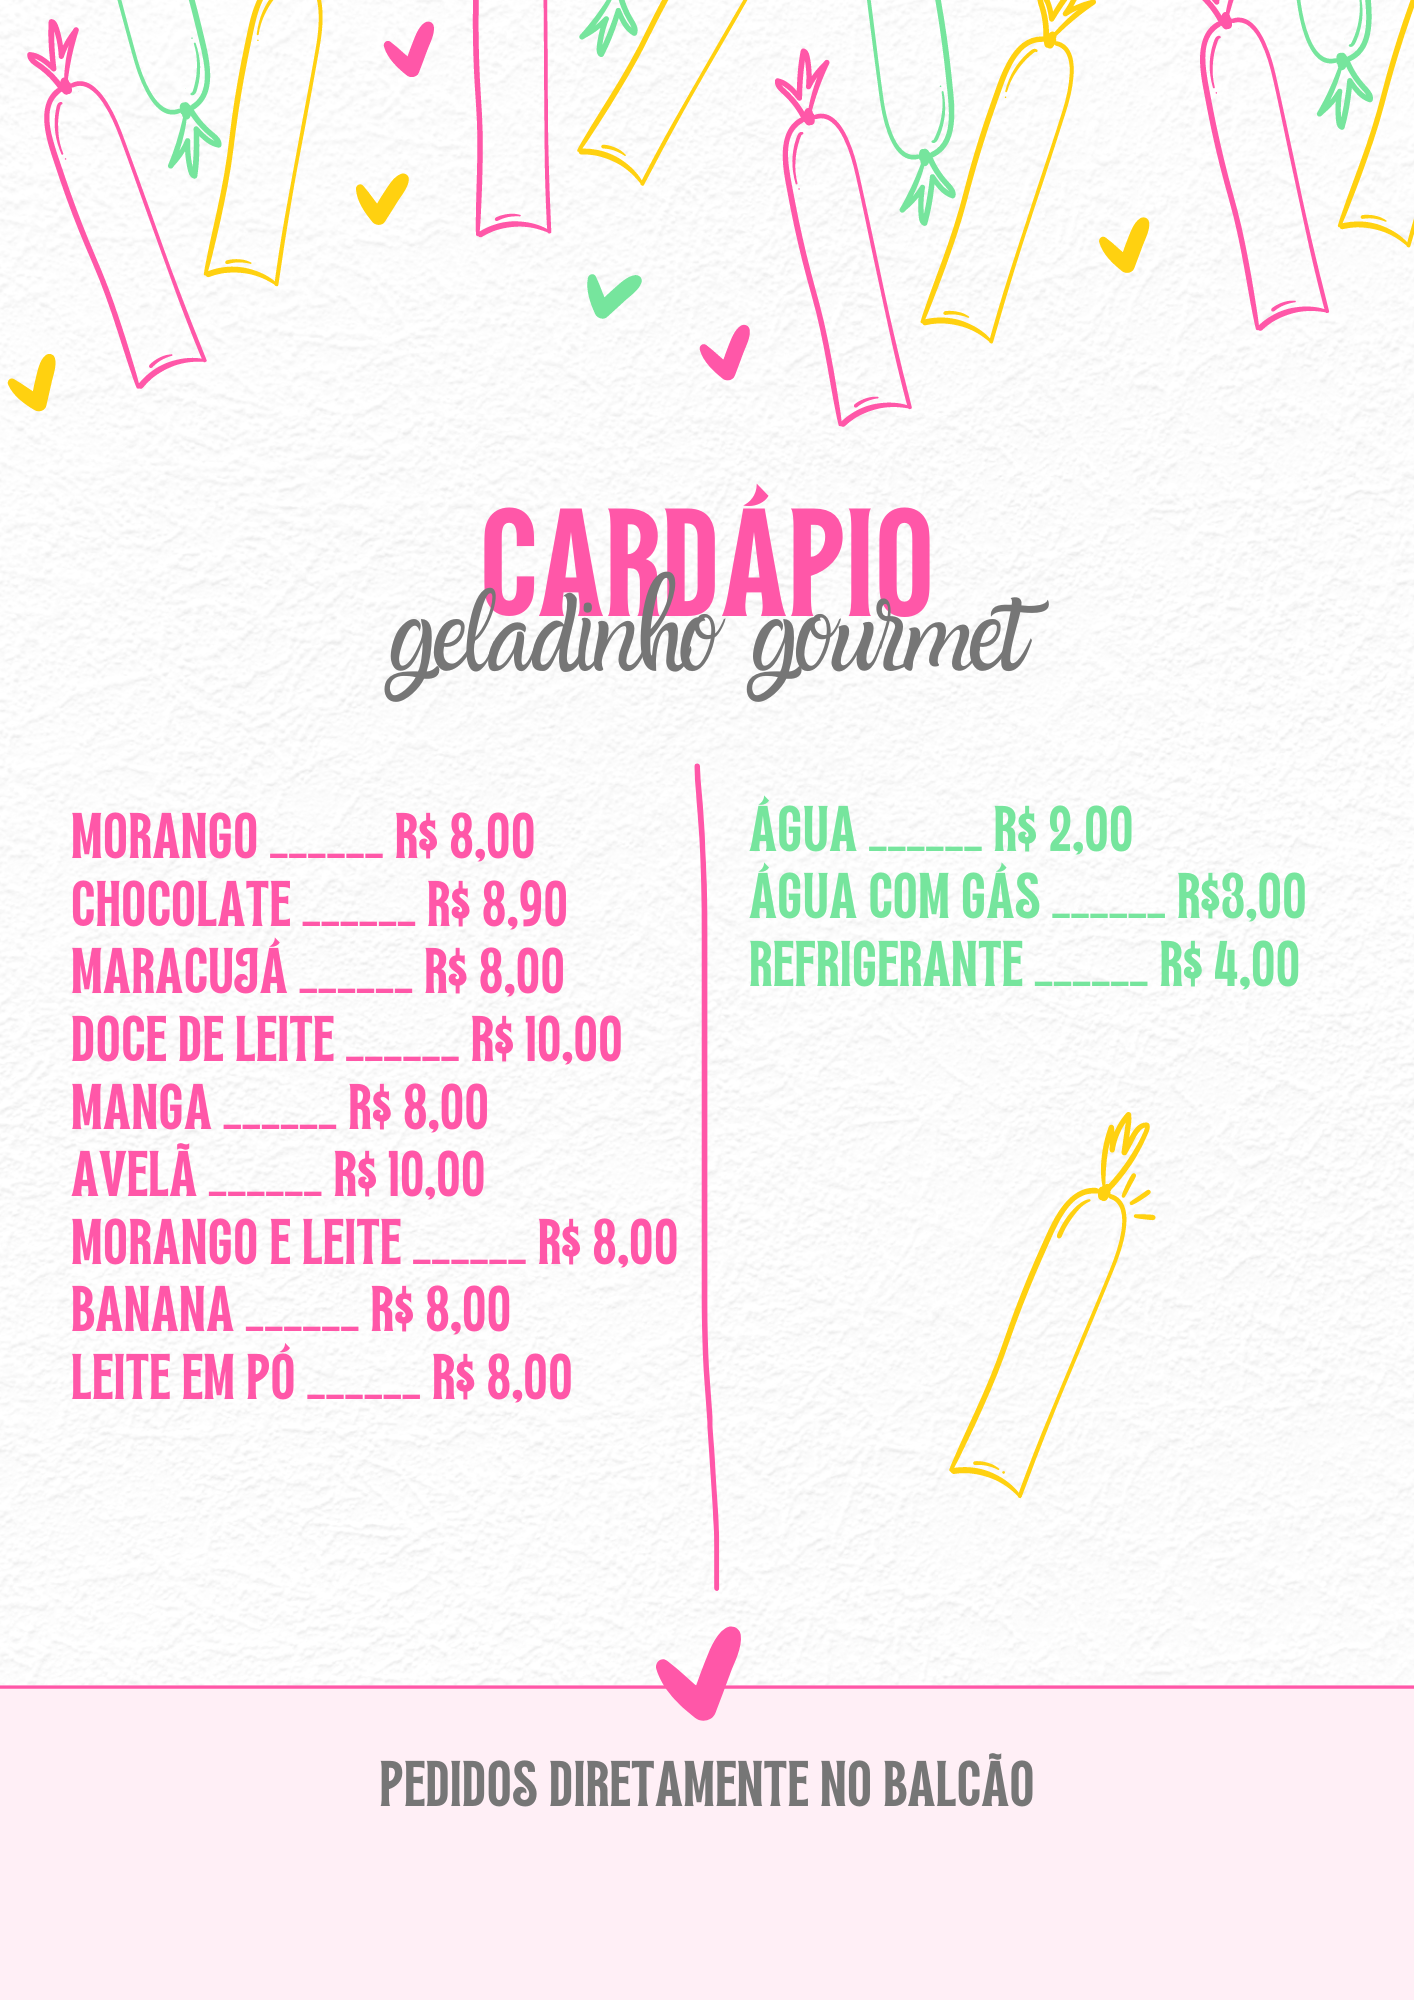 CARDÁPIO
geladinho gourmet
MORANGO ______ R$ 8,00
CHOCOLATE ______ R$ 8,90
MARACUJÁ ______ R$ 8,00
DOCE DE LEITE ______ R$ 10,00
MANGA ______ R$ 8,00
AVELÃ ______ R$ 10,00
MORANGO E LEITE ______ R$ 8,00
BANANA ______ R$ 8,00
LEITE EM PÓ ______ R$ 8,00
ÁGUA ______ R$ 2,00
ÁGUA COM GÁS ______ R$3,00
REFRIGERANTE ______ R$ 4,00
PEDIDOS DIRETAMENTE NO BALCÃO